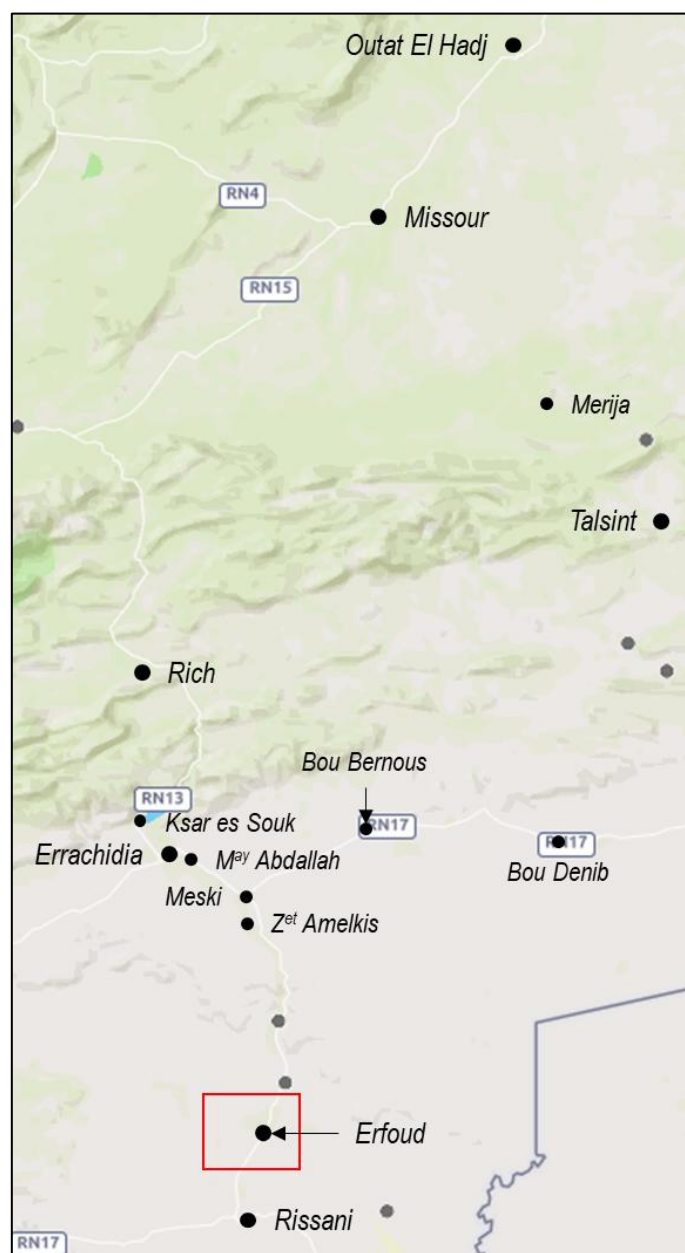 Outat El Hadj
RN4
Missour
RN15
Merija
Talsint
Rich
Bou Bernous
RN13
Ksar es Souk
RN17
Errachidia
May Abdallah
RN17
Bou Denib
Meski
Zet Amelkis
Erfoud
Rissani
RN17